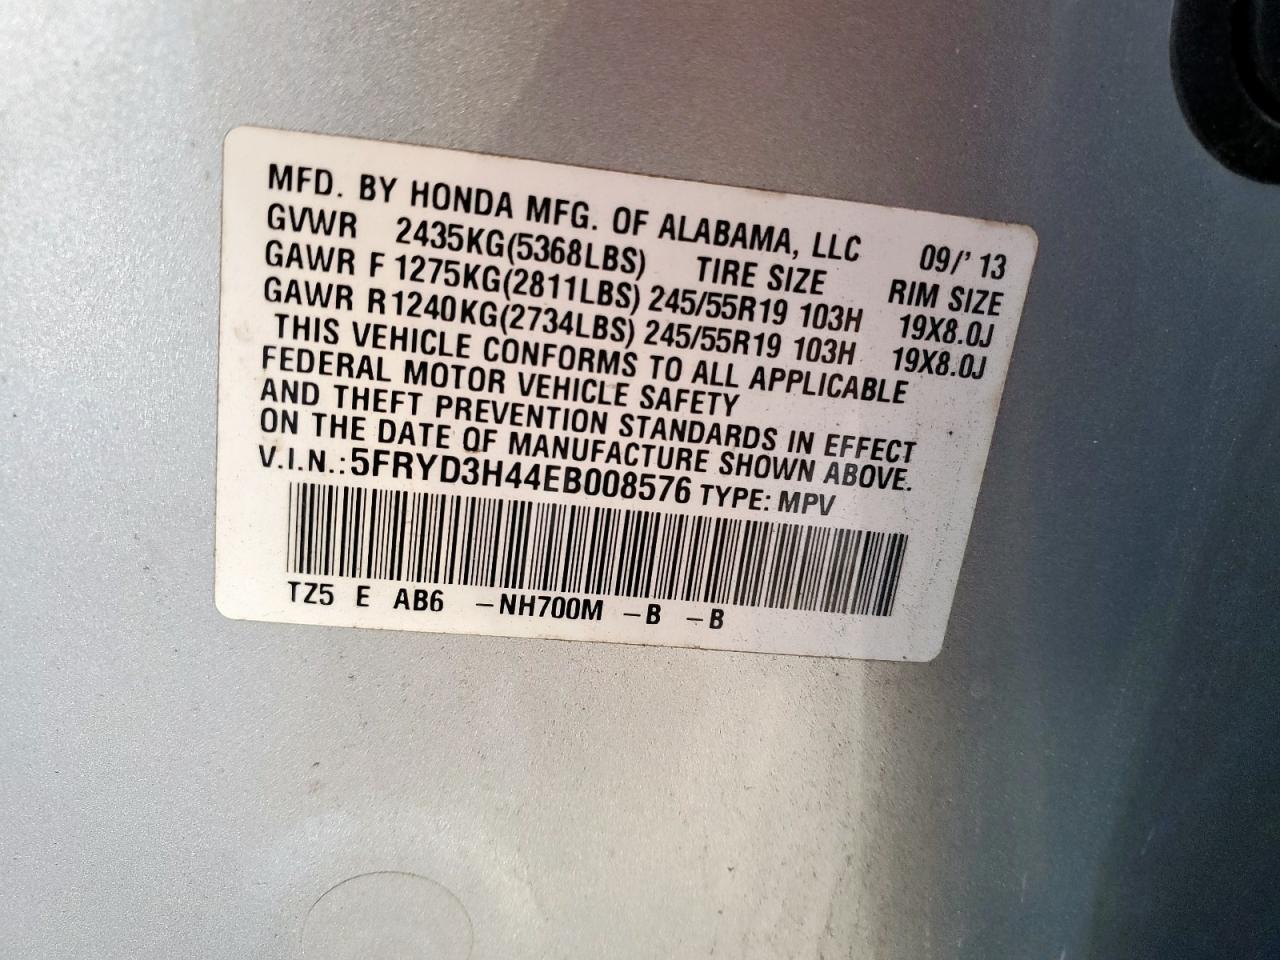 MFD. BY HONDA MFG. OF ALABAMA, LLC 09/' 13
GVWR 2435KG(5368LBS) TIRE SIZE RIM SIZE
GAWR F 1275KG(2811LBS) 245/55R19 103H 19X8.0J
GAWR R 1240KG(2734LBS) 245/55R19 103H 19X8.0J
THIS VEHICLE CONFORMS TO ALL APPLICABLE
FEDERAL MOTOR VEHICLE SAFETY
AND THEFT PREVENTION STANDARDS IN EFFECT
ON THE DATE OF MANUFACTURE SHOWN ABOVE.
V.I.N.: 5FRYD3H44EB008576 TYPE: MPV
TZ5 E AB6 –NH700M –B –B